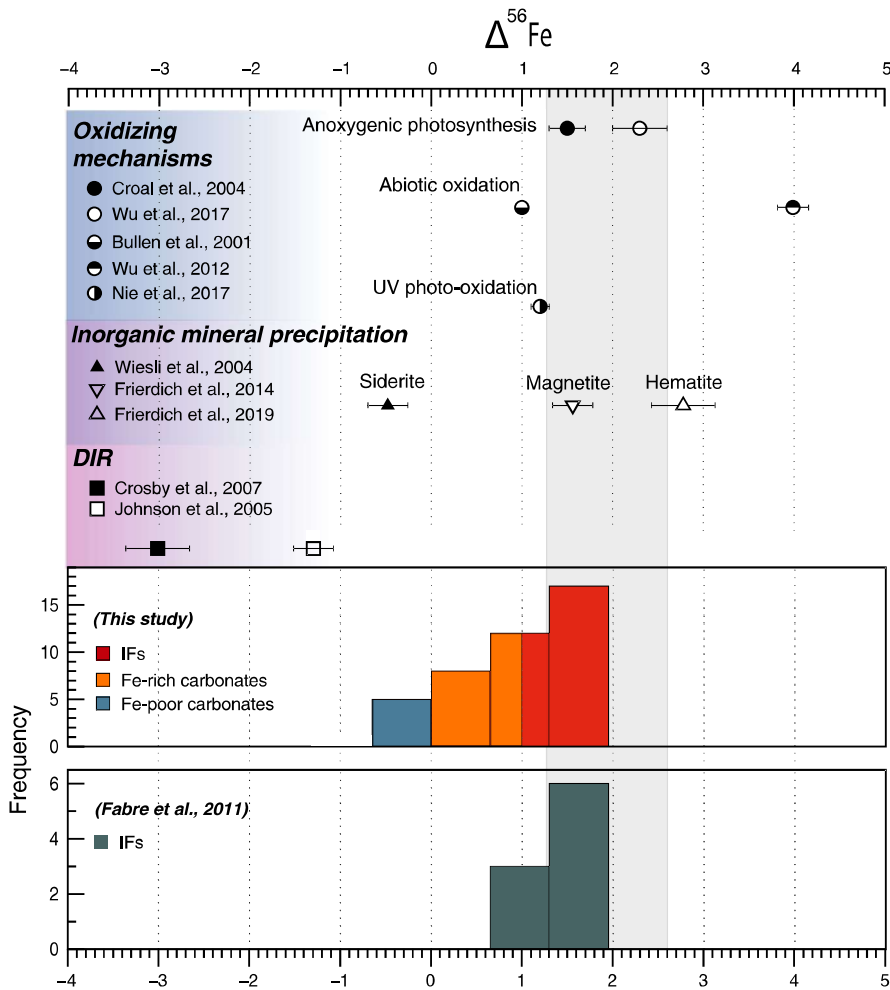 Δ56Fe
−4 −3 −2 −1 0 1 2 3 4 5
Oxidizing
mechanisms
Croal et al., 2004
Wu et al., 2017
Bullen et al., 2001
Wu et al., 2012
Nie et al., 2017
Anoxygenic photosynthesis
Abiotic oxidation
UV photo-oxidation
Inorganic mineral precipitation
Wiesli et al., 2004
Frierdich et al., 2014
Frierdich et al., 2019
Siderite
Magnetite
Hematite
DIR
Crosby et al., 2007
Johnson et al., 2005
Frequency
15
10
5
0
(This study)
IFs
Fe-rich carbonates
Fe-poor carbonates
6
4
2
0
(Fabre et al., 2011)
IFs
−4 −3 −2 −1 0 1 2 3 4 5